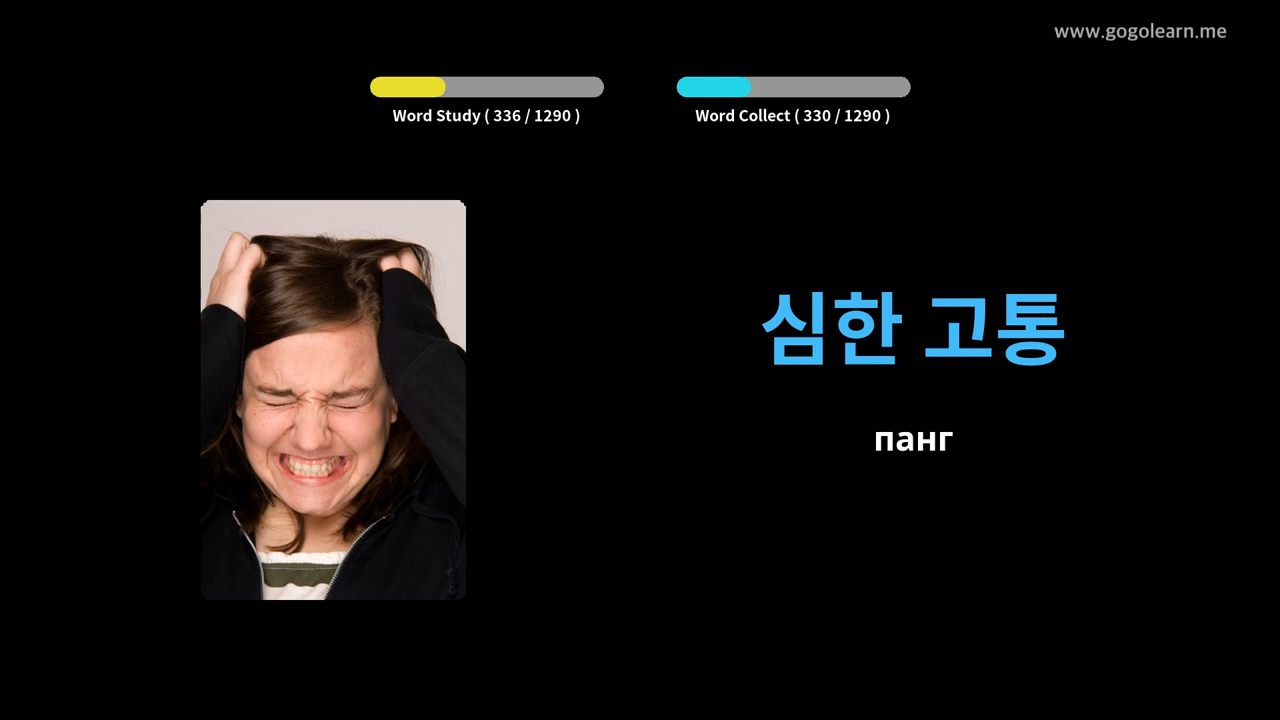 www.gogolearn.me
Word Study ( 336 / 1290 )
Word Collect ( 330 / 1290 )
심한 고통
панг